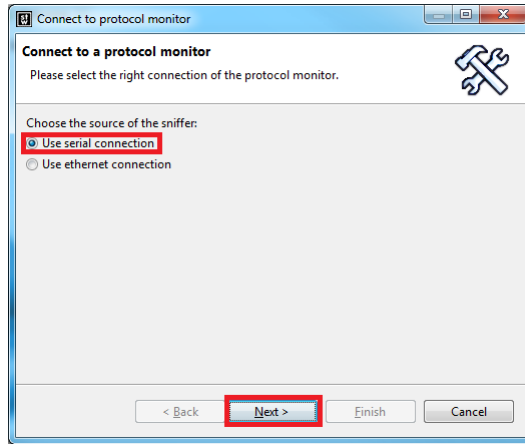 Connect to protocol monitor
Connect to a protocol monitor
Please select the right connection of the protocol monitor.
Choose the source of the sniffer:
Use serial connection
Use ethernet connection
< Back Next > Finish Cancel